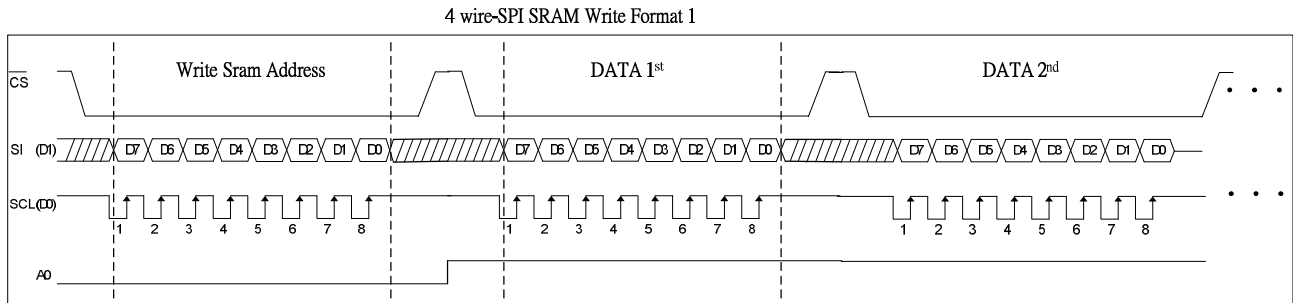 4 wire-SPI SRAM Write Format 1
Write Sram Address DATA 1st DATA 2nd
CS
SI (D1) D7 D6 D5 D4 D3 D2 D1 D0 D7 D6 D5 D4 D3 D2 D1 D0 D7 D6 D5 D4 D3 D2 D1 D0
SCL(D0)
1 2 3 4 5 6 7 8 1 2 3 4 5 6 7 8 1 2 3 4 5 6 7 8
A0